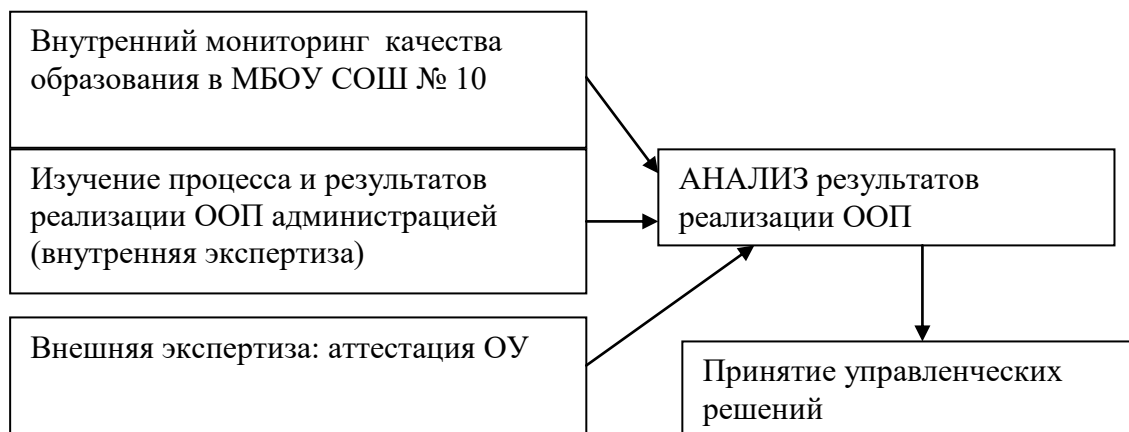 Внутренний мониторинг качества
образования в МБОУ СОШ № 10
Изучение процесса и результатов
реализации ООП администрацией
(внутренняя экспертиза)
Внешняя экспертиза: аттестация ОУ
АНАЛИЗ результатов
реализации ООП
Принятие управленческих
решений